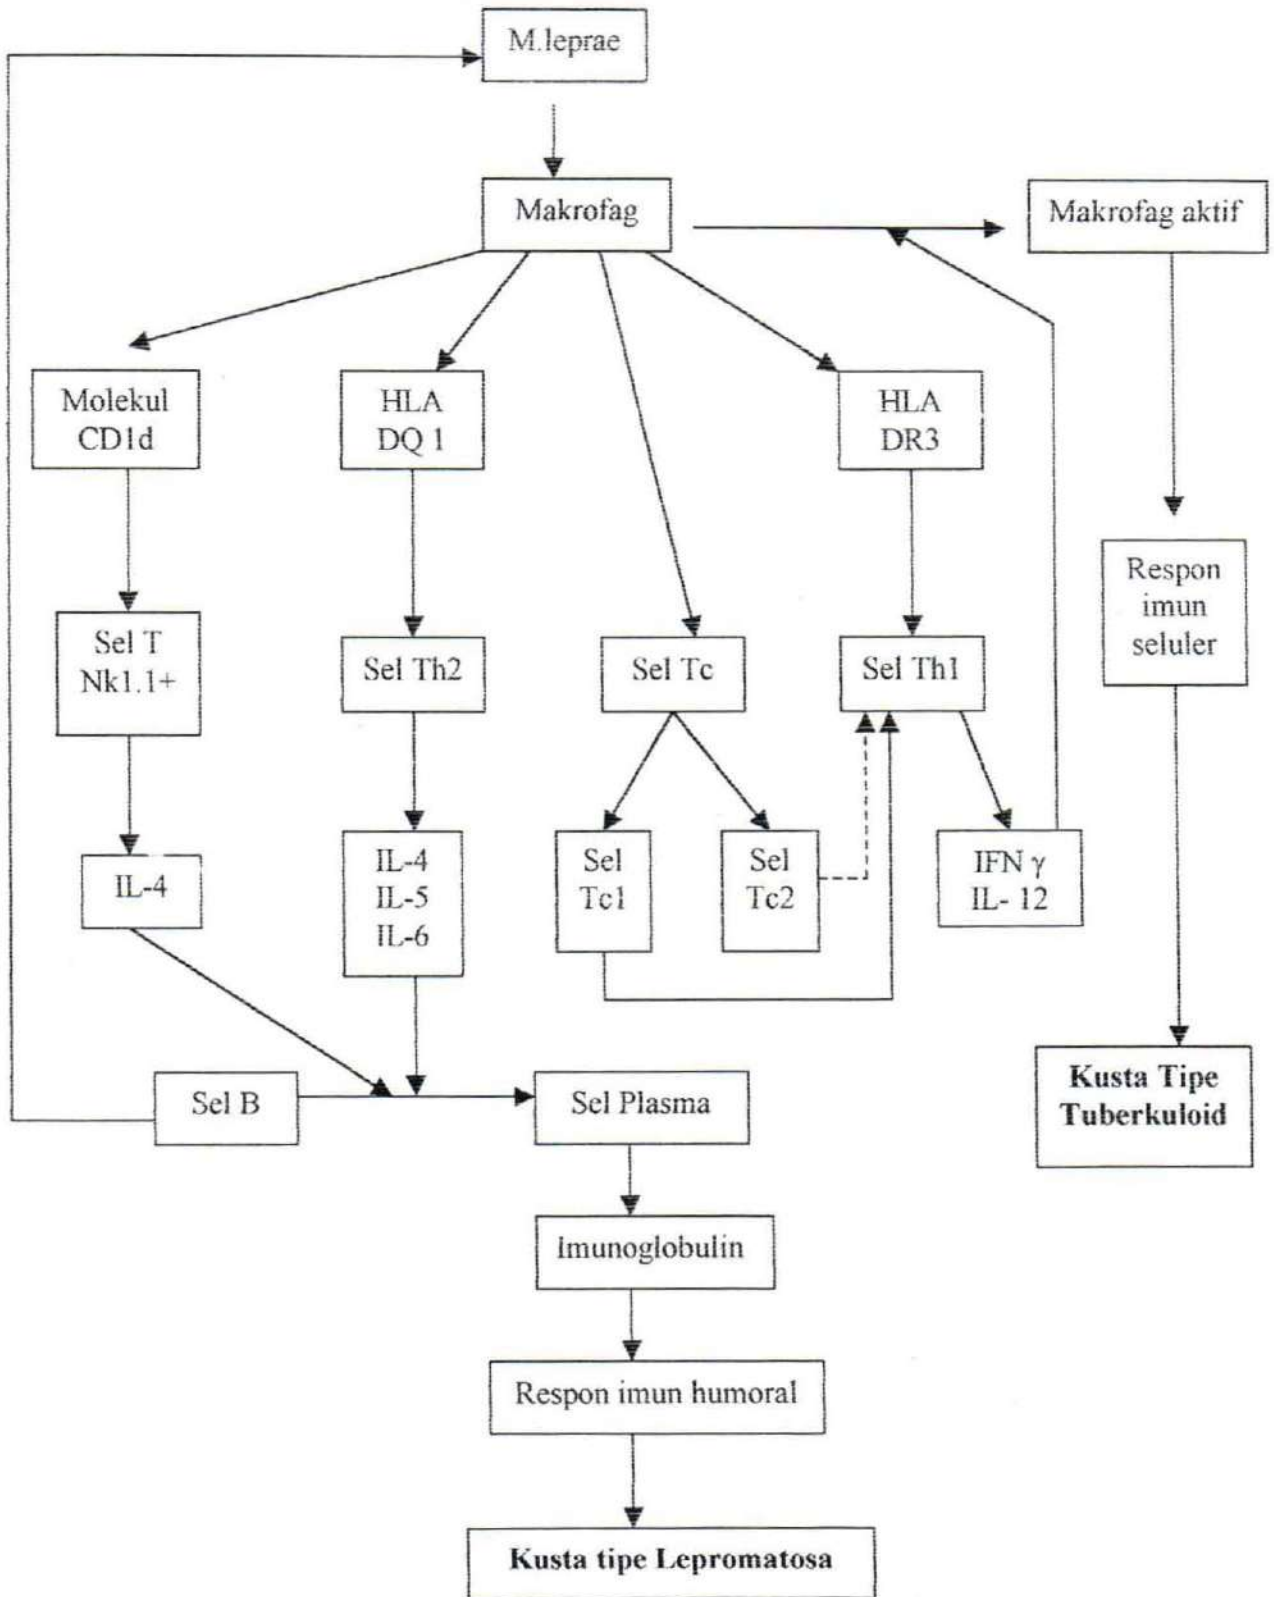 M.leprae
Makrofag
Makrofag aktif
Molekul
CD1d
HLA
DQ 1
HLA
DR3
Respon
imun
seluler
Sel T
Nk1.1+
Sel Th2
Sel Tc
Sel Th1
IL-4
IL-4
IL-5
IL-6
Sel
Tc1
Sel
Tc2
IFN γ
IL- 12
Sel B
Sel Plasma
Kusta Tipe
Tuberkuloid
Imunoglobulin
Respon imun humoral
Kusta tipe Lepromatosa